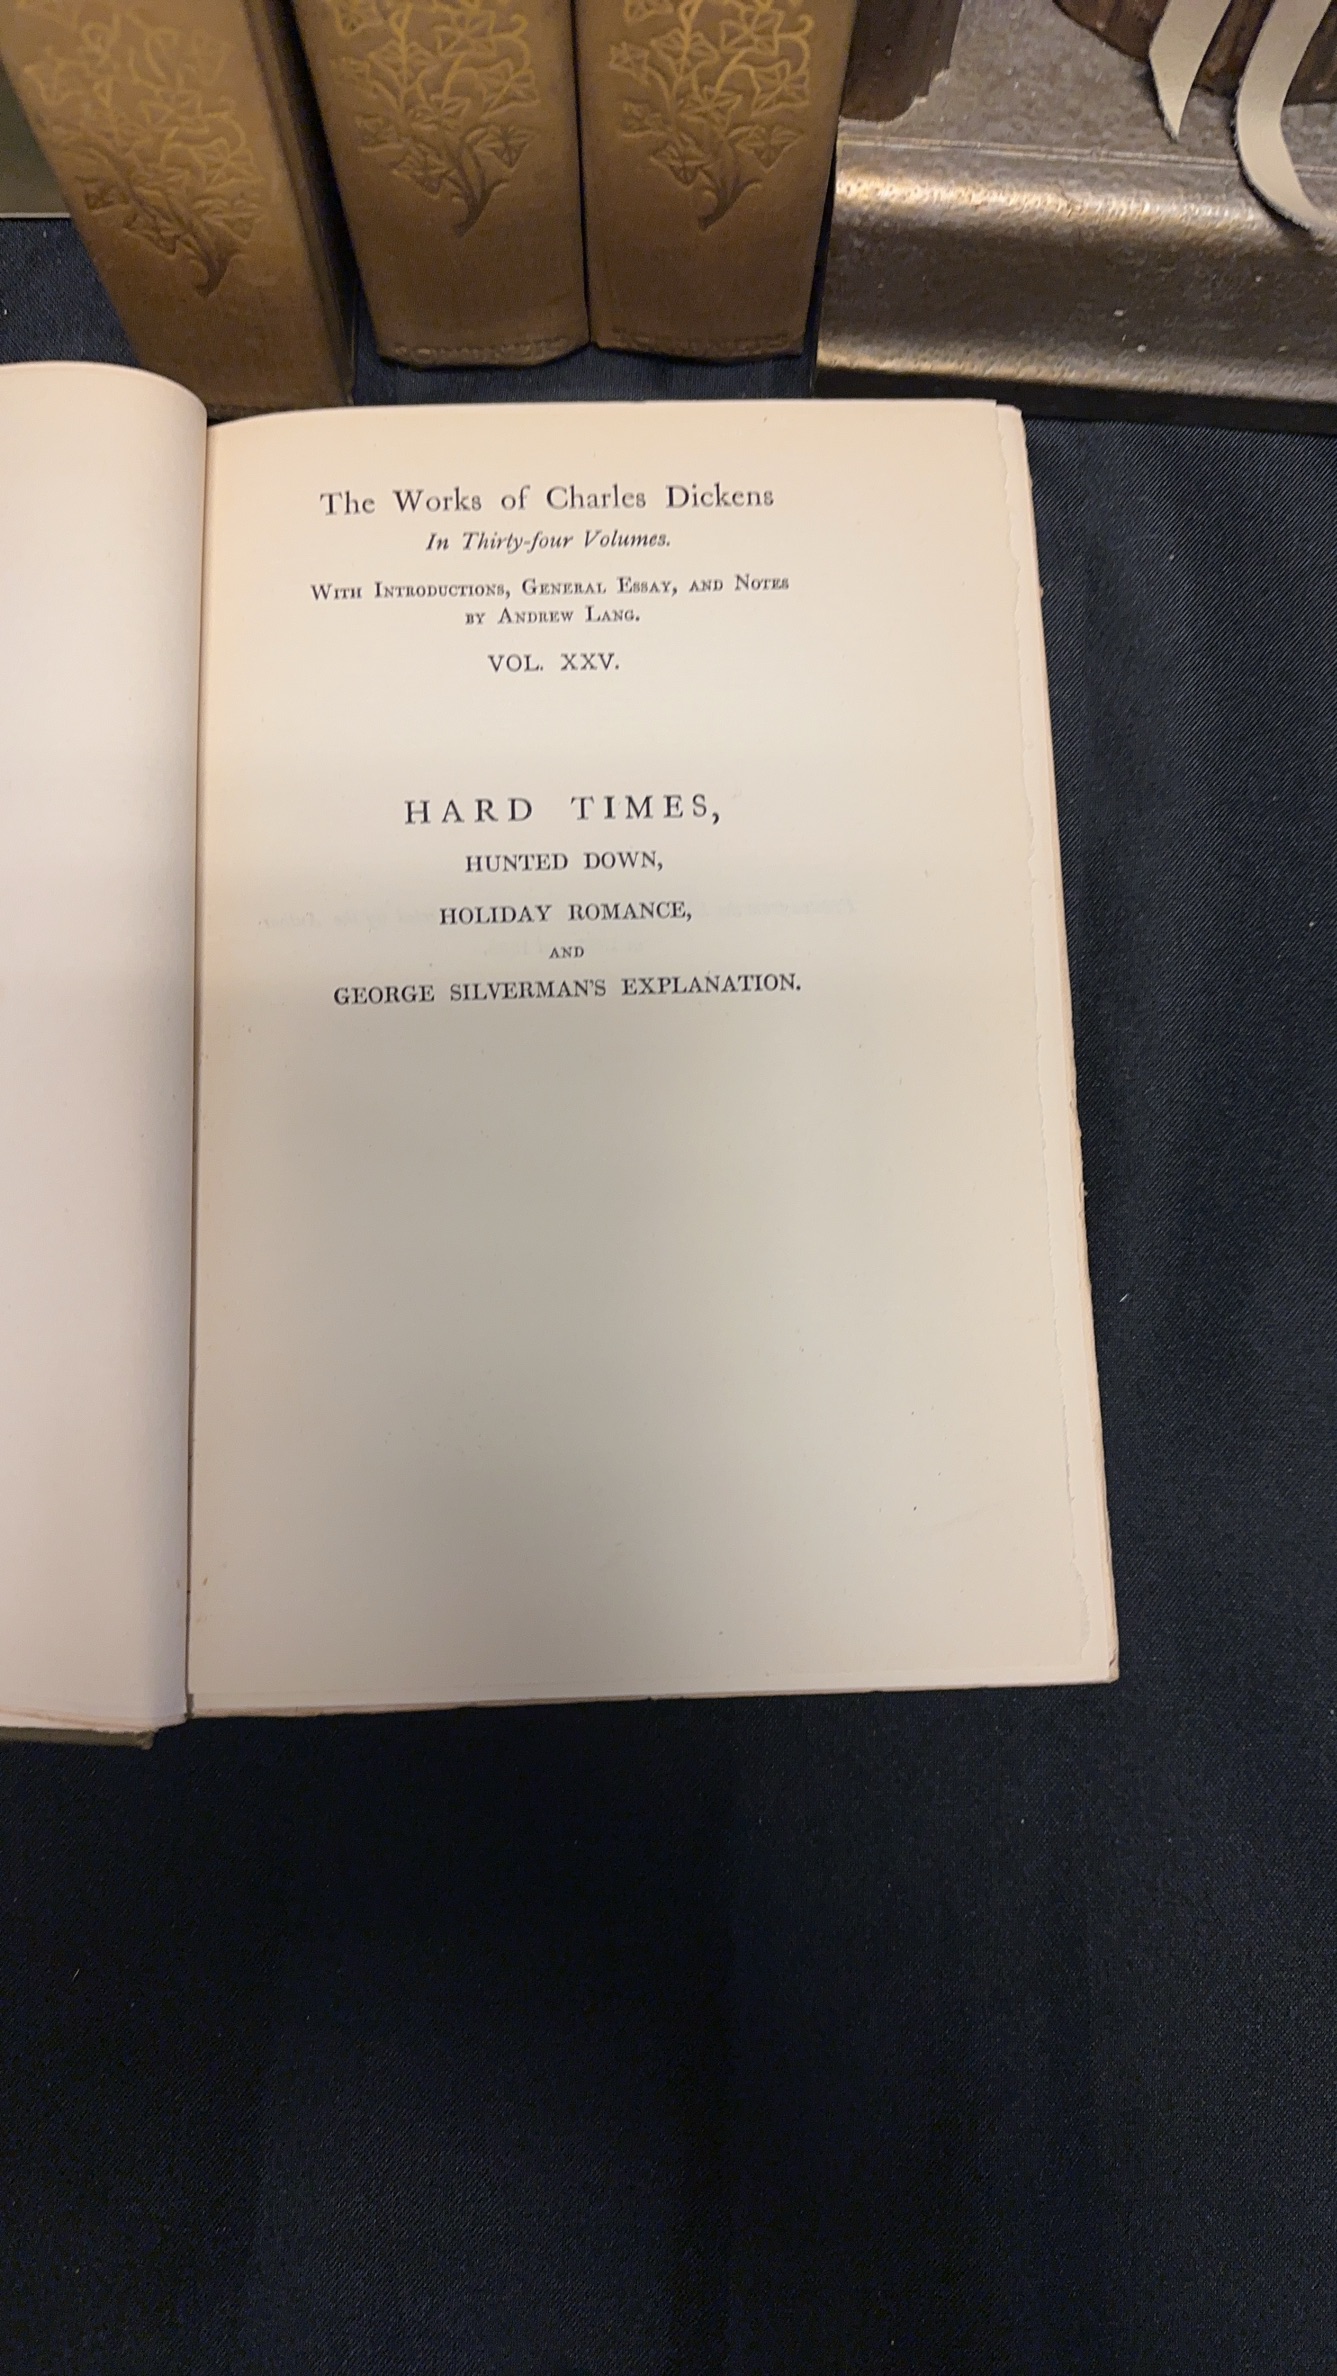 The Works of Charles Dickens
In Thirty-four Volumes.
With Introductions, General Essay, and Notes
by Andrew Lang.
VOL. XXV.
HARD TIMES,
HUNTED DOWN,
HOLIDAY ROMANCE,
AND
GEORGE SILVERMAN'S EXPLANATION.